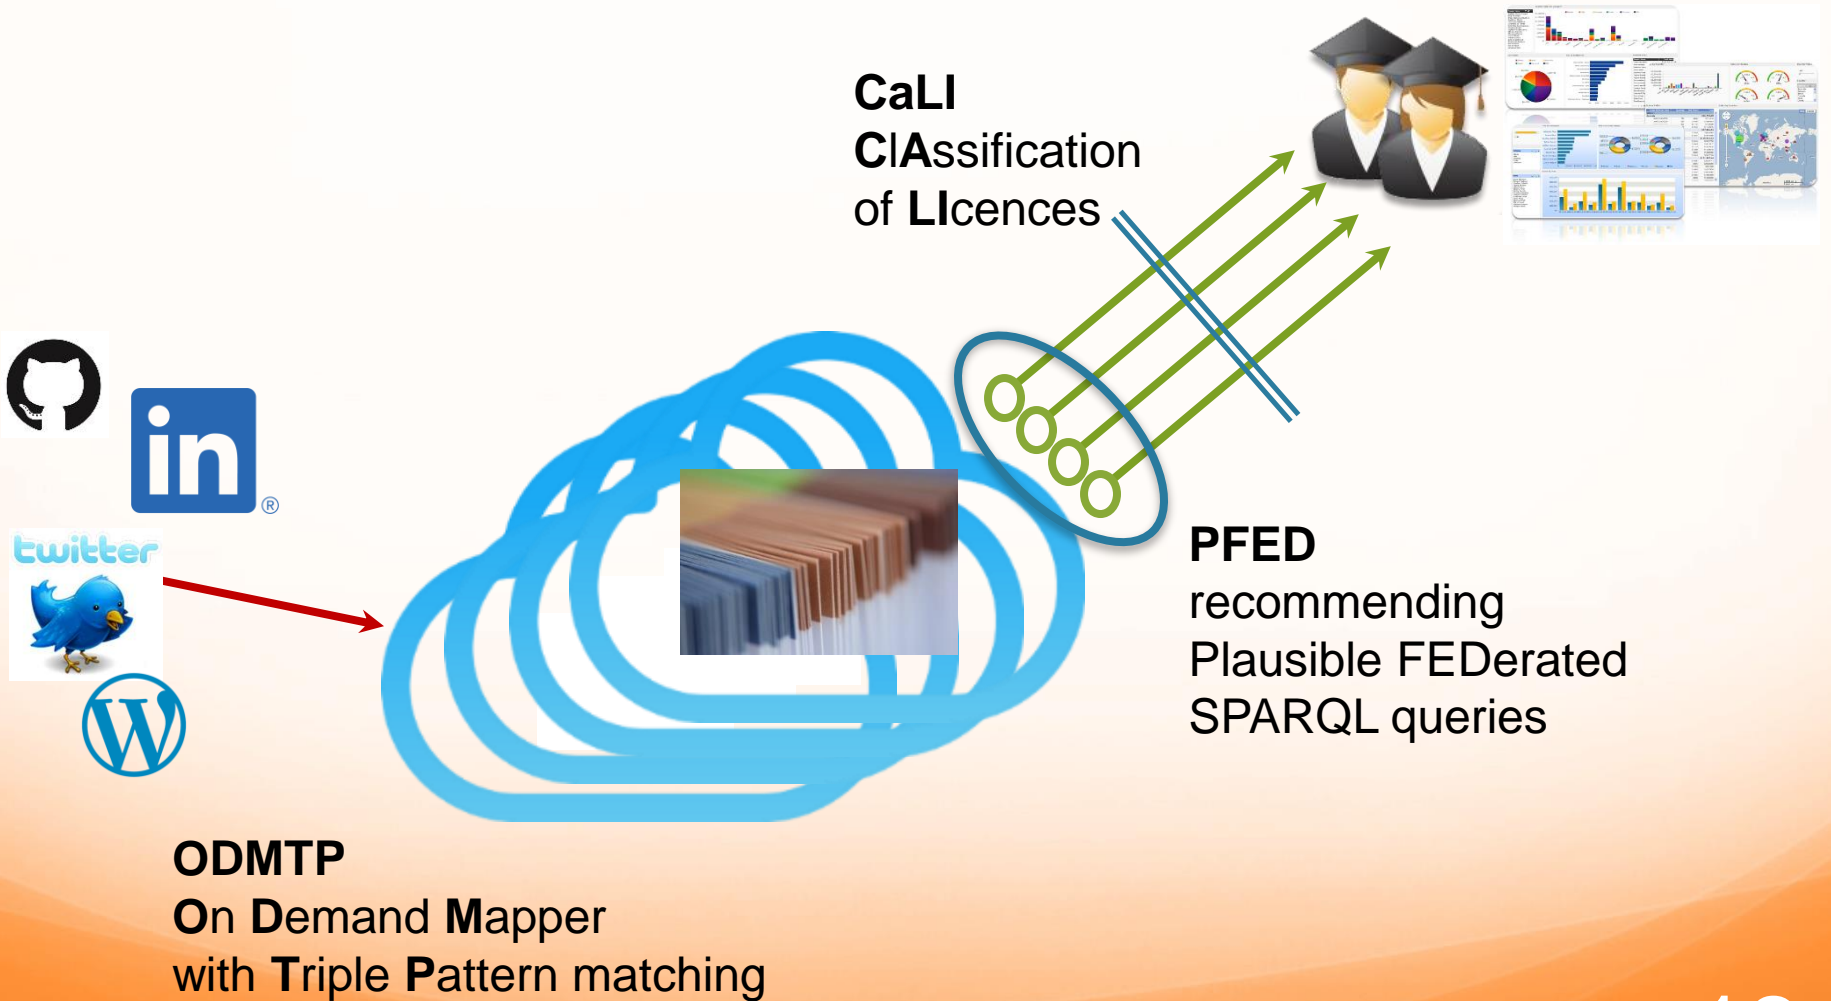 CaLI
ClAssification
of LIcences
in
®
twitter
W
PFED
recommending
Plausible FEDerated
SPARQL queries
ODMTP
On Demand Mapper
with Triple Pattern matching